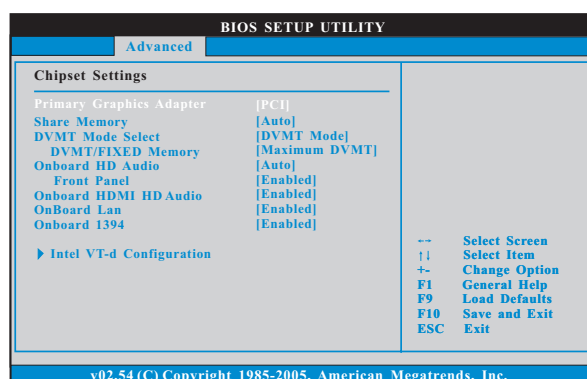 BIOS SETUP UTILITY
Advanced
Chipset Settings
Primary Graphics Adapter [PCI]
Share Memory [Auto]
DVMT Mode Select [DVMT Mode]
DVMT/FIXED Memory [Maximum DVMT]
Onboard HD Audio [Auto]
Front Panel [Enabled]
Onboard HDMI HD Audio [Enabled]
OnBoard Lan [Enabled]
Onboard 1394 [Enabled]
Intel VT-d Configuration
←→ Select Screen
↑↓ Select Item
+- Change Option
F1 General Help
F9 Load Defaults
F10 Save and Exit
ESC Exit
v02.54 (C) Copyright 1985-2005, American Megatrends, Inc.